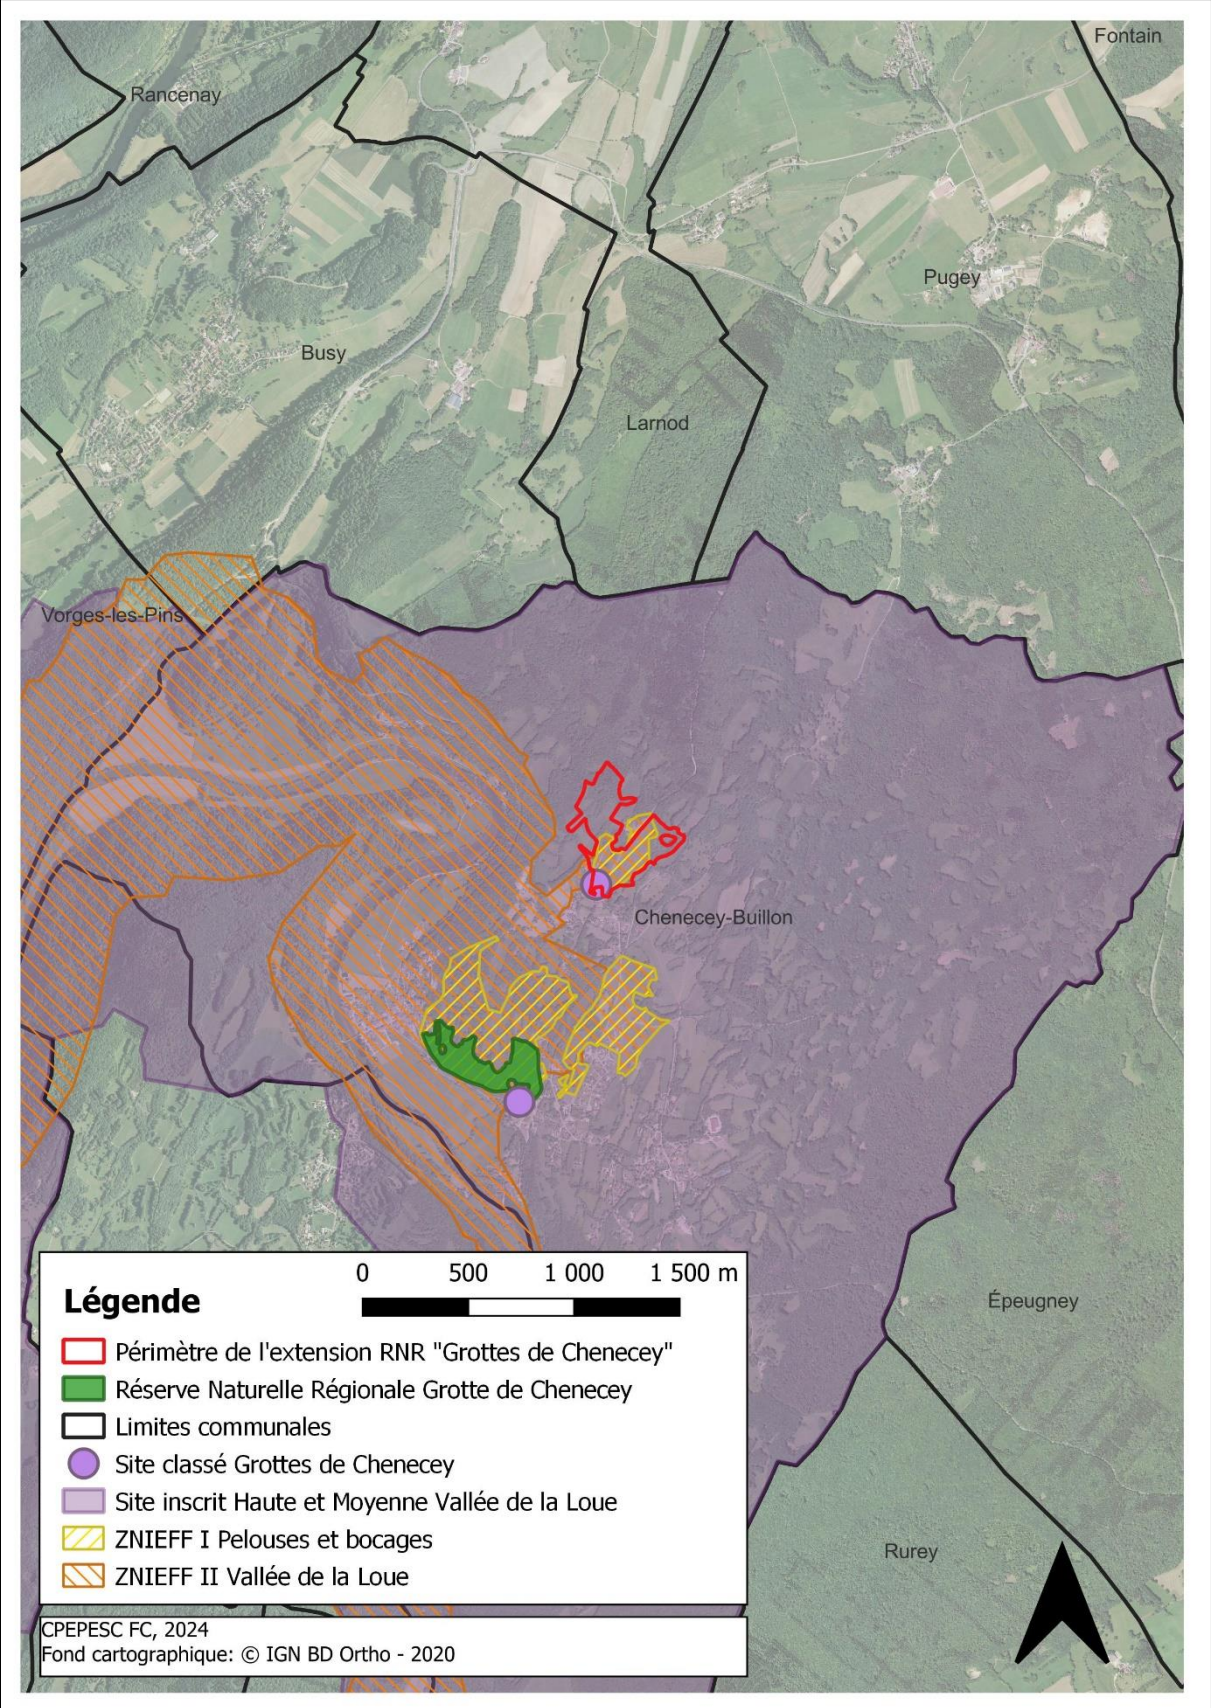 Fontain
Rancenay
Pugey
Busy
Larnod
Vorges-les-Pins
Chenecey-Buillon
Épeugney
Rurey
0 500 1 000 1 500 m
Légende
Périmètre de l'extension RNR "Grottes de Chenecey"
Réserve Naturelle Régionale Grotte de Chenecey
Limites communales
Site classé Grottes de Chenecey
Site inscrit Haute et Moyenne Vallée de la Loue
ZNIEFF I Pelouses et bocages
ZNIEFF II Vallée de la Loue
CPEPESC FC, 2024
Fond cartographique: © IGN BD Ortho - 2020